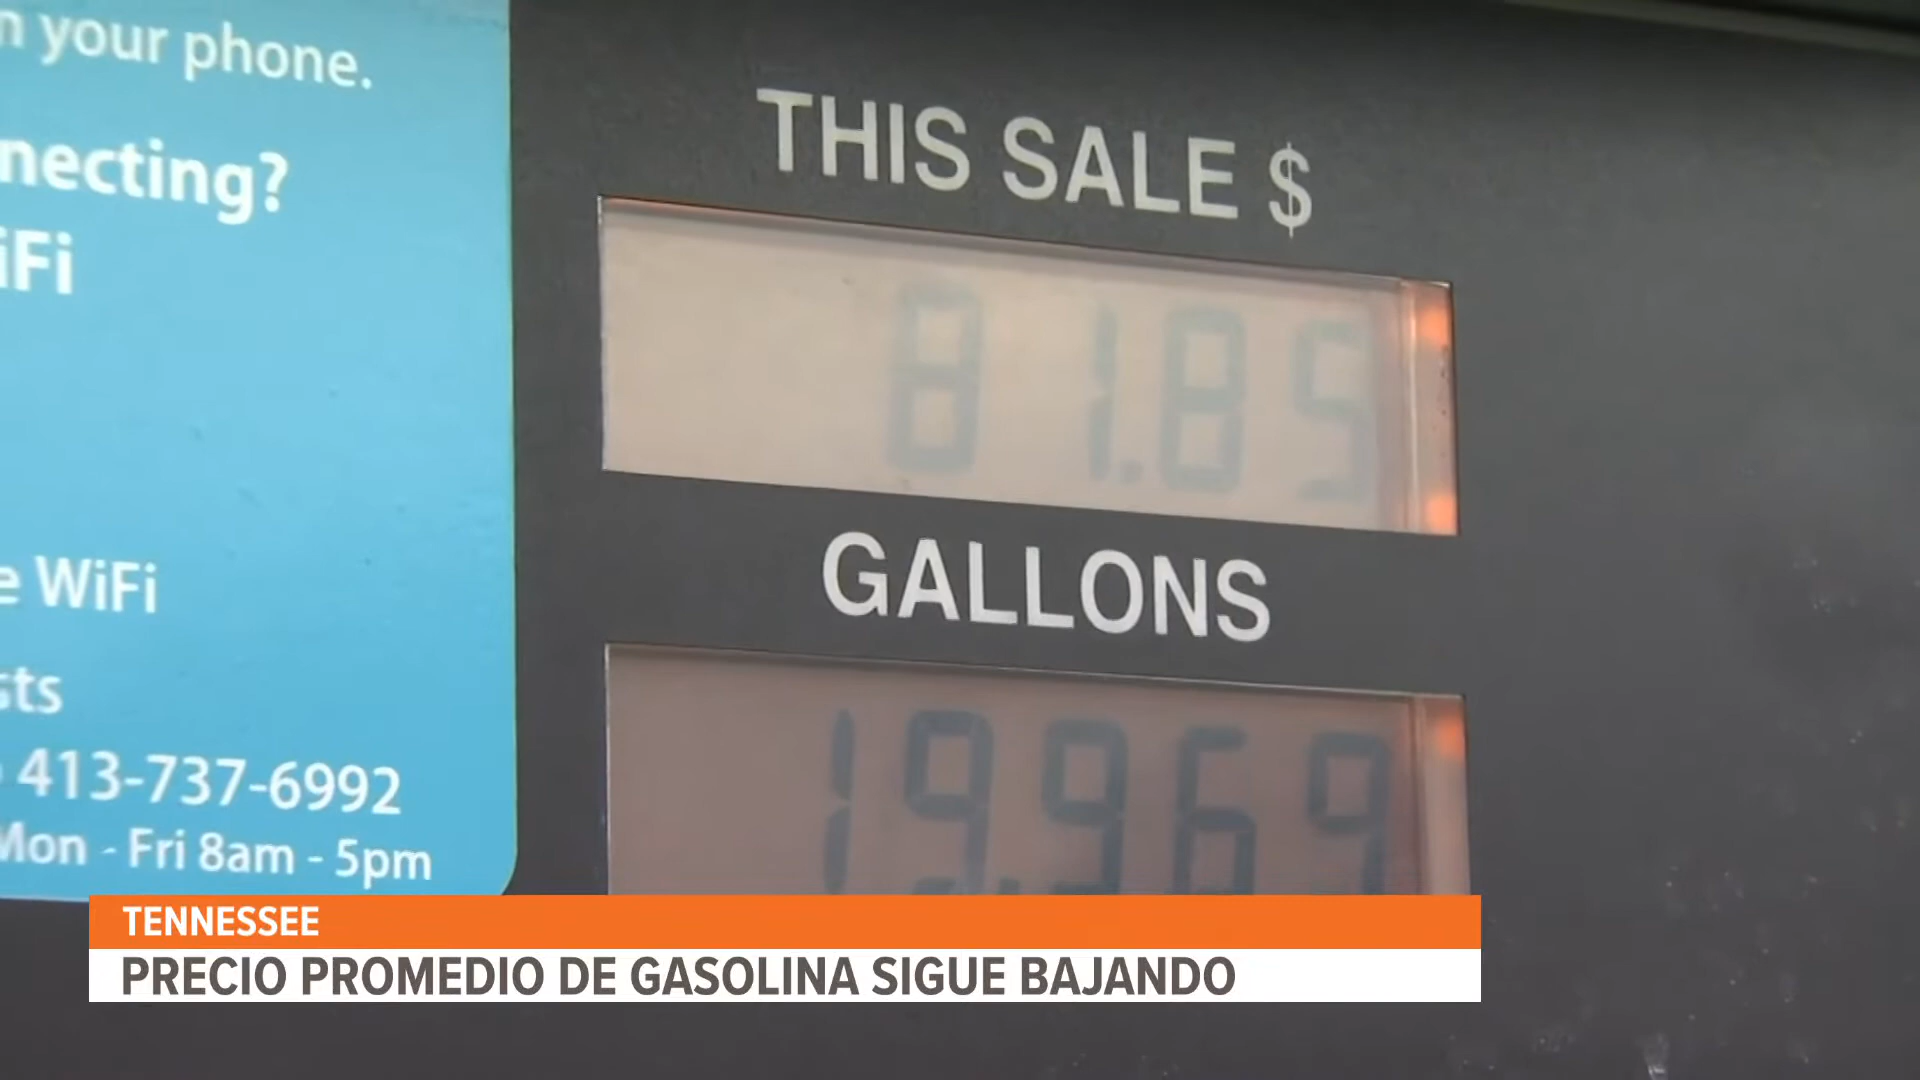 your phone.
necting?
iFi
WiFi
sts
413-737-6992
Mon - Fri 8am - 5pm
THIS SALE $
81.85
GALLONS
19.969
TENNESSEE
PRECIO PROMEDIO DE GASOLINA SIGUE BAJANDO